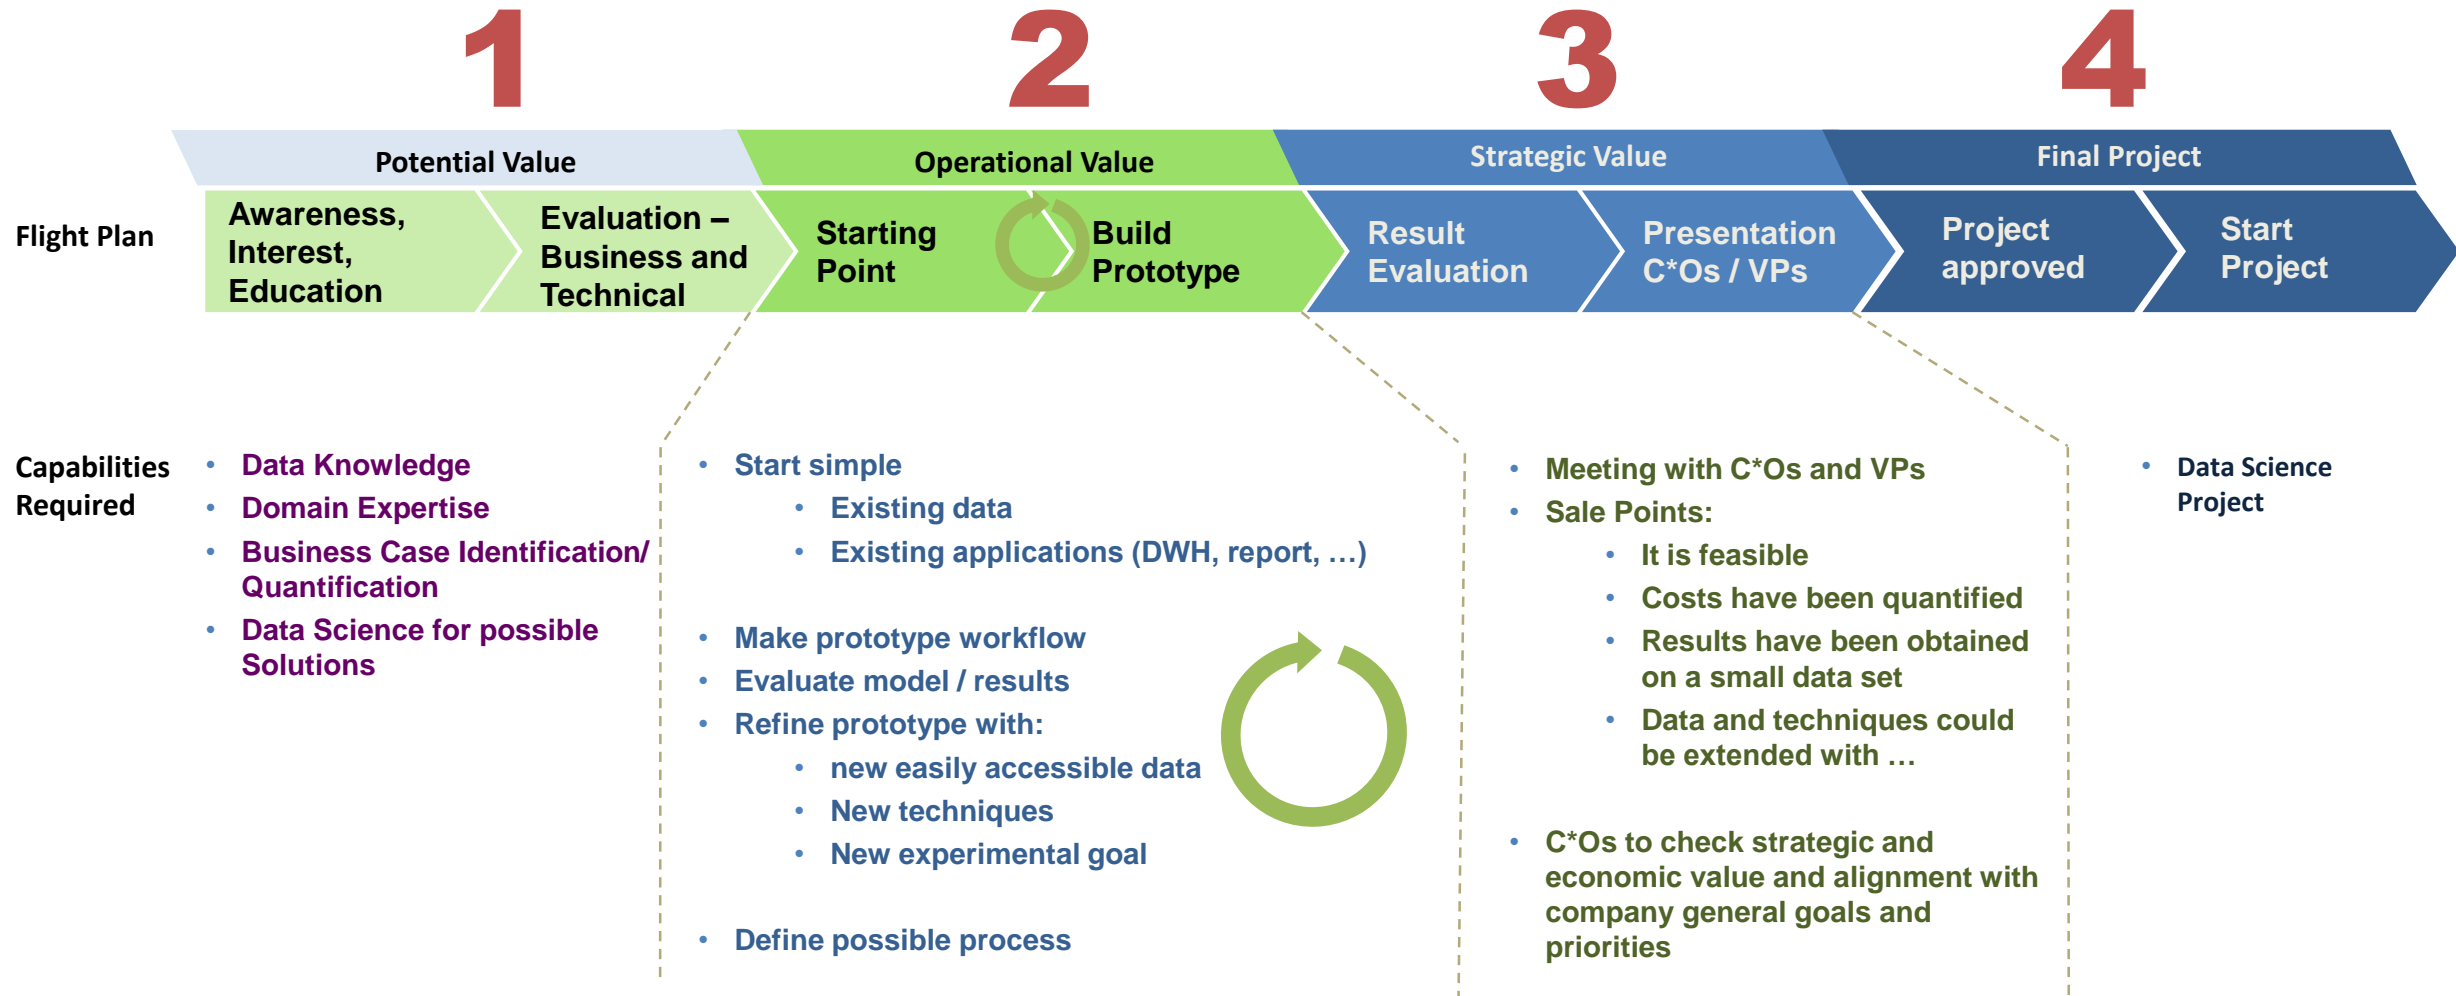 1
2
3
4
Potential Value
Operational Value
Strategic Value
Final Project
Flight Plan
Awareness,
Interest,
Education
Evaluation –
Business and
Technical
Starting
Point
Build
Prototype
Result
Evaluation
Presentation
C*Os / VPs
Project
approved
Start
Project
Capabilities
Required
• Data Knowledge
• Domain Expertise
• Business Case Identification/
Quantification
• Data Science for possible
Solutions
• Start simple
• Existing data
• Existing applications (DWH, report, …)
• Make prototype workflow
• Evaluate model / results
• Refine prototype with:
• new easily accessible data
• New techniques
• New experimental goal
• Define possible process
• Meeting with C*Os and VPs
• Sale Points:
• It is feasible
• Costs have been quantified
• Results have been obtained
on a small data set
• Data and techniques could
be extended with …
• C*Os to check strategic and
economic value and alignment with
company general goals and
priorities
• Data Science
Project